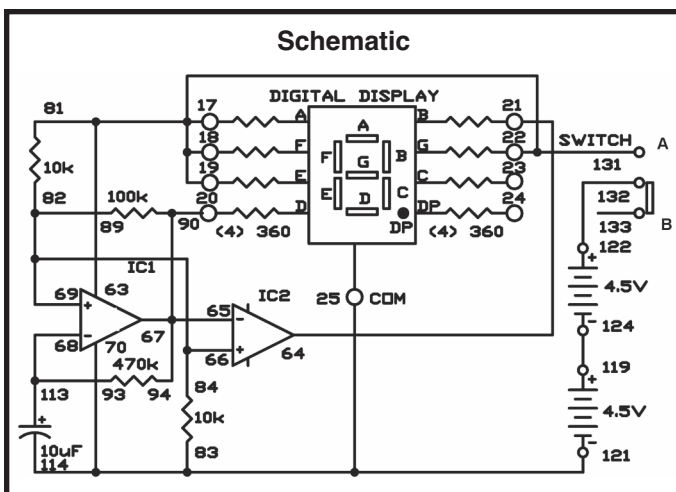 Schematic
DIGITAL DISPLAY
81
17
A
B
21
18
F
G
22
SWITCH
A
19
E
C
23
131
20
D
DP
24
10k
82
100k
89
90
(4) 360
(4) 360
132
133
B
A
F
B
G
E
C
D
DP
122
+
4.5V
-
124
IC1
69
+
63
68
-
70
67
IC2
65
-
66
+
64
25
COM
119
+
4.5V
-
121
470k
113
93
94
84
10k
83
+
10uF
114